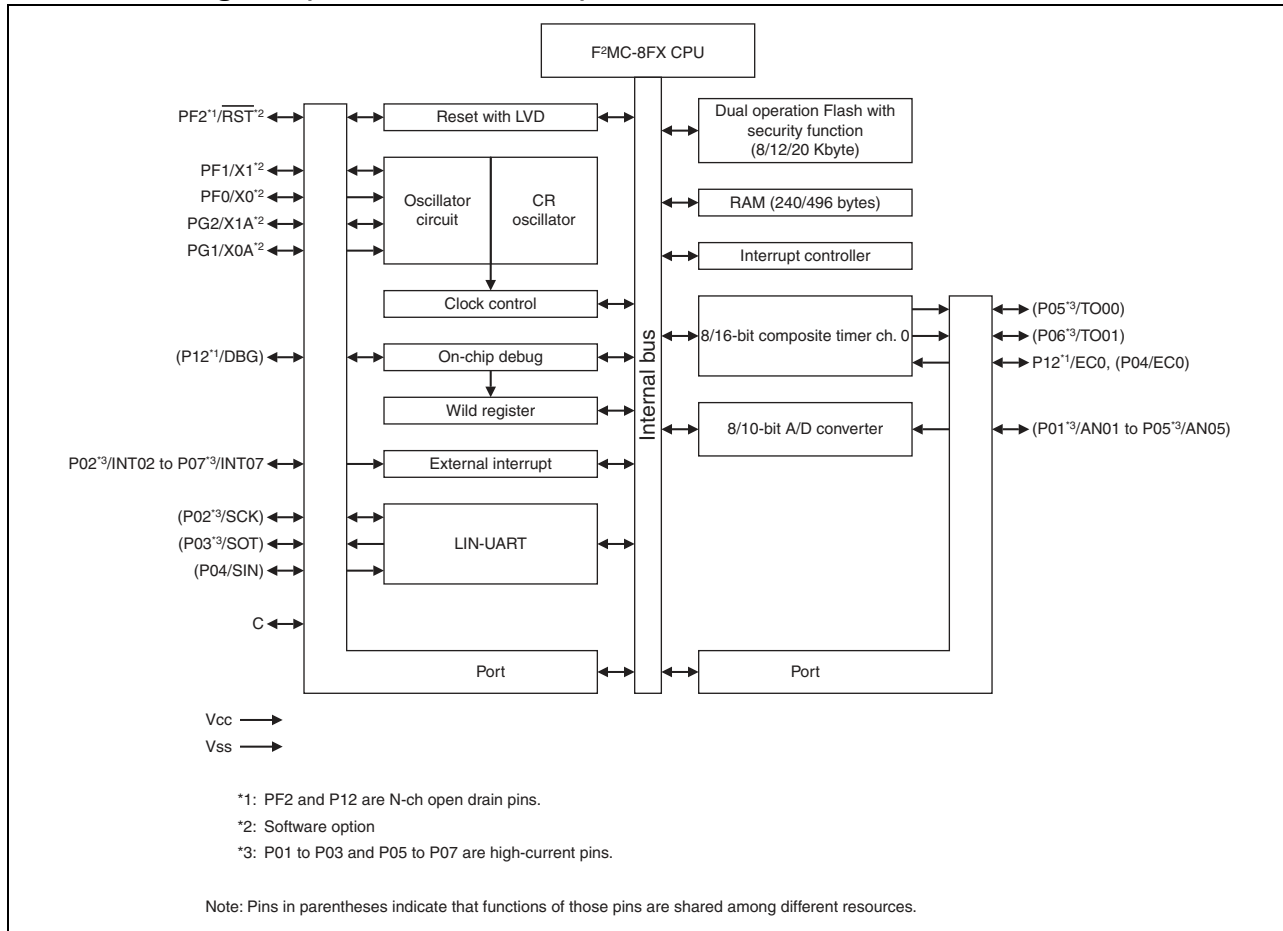 F²MC-8FX CPU
PF2*1/RST*2
Reset with LVD
Dual operation Flash with
security function
(8/12/20 Kbyte)
PF1/X1*2
PF0/X0*2
PG2/X1A*2
PG1/X0A*2
Oscillator
circuit
CR
oscillator
RAM (240/496 bytes)
Interrupt controller
Clock control
(P12*1/DBG)
On-chip debug
Wild register
Internal bus
8/16-bit composite timer ch. 0
(P05*3/TO00)
(P06*3/TO01)
P12*1/EC0, (P04/EC0)
8/10-bit A/D converter
(P01*3/AN01 to P05*3/AN05)
P02*3/INT02 to P07*3/INT07
External interrupt
(P02*3/SCK)
(P03*3/SOT)
(P04/SIN)
LIN-UART
C
Port
Port
Vcc
Vss
*1: PF2 and P12 are N-ch open drain pins.
*2: Software option
*3: P01 to P03 and P05 to P07 are high-current pins.
Note: Pins in parentheses indicate that functions of those pins are shared among different resources.